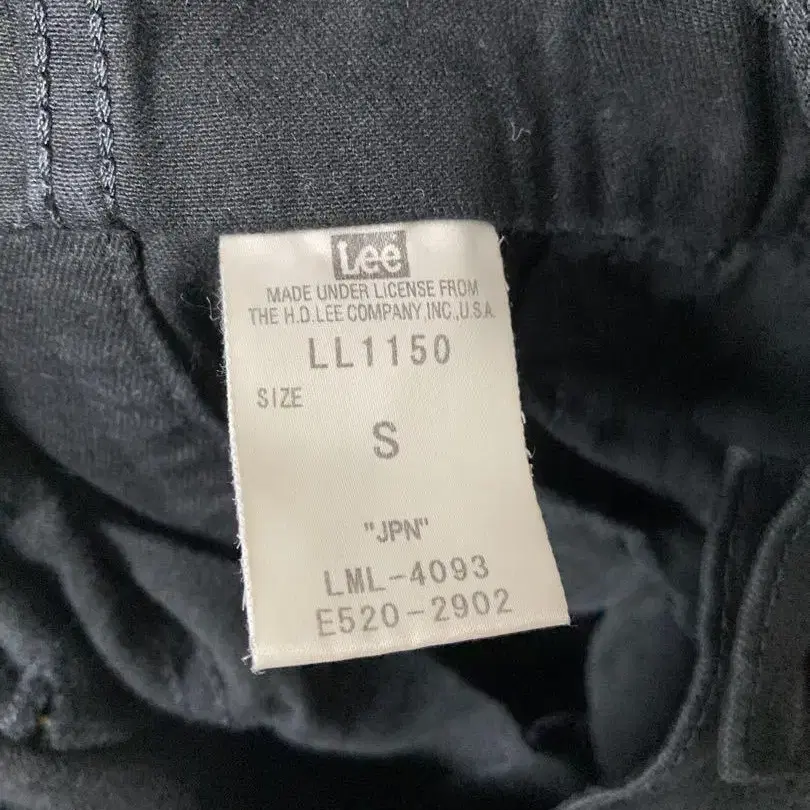 Lee
MADE UNDER LICENSE FROM
THE H.D.LEE COMPANY INC.,U.S.A.
LL1150
SIZE
S
"JPN"
LML-4093
E520-2902